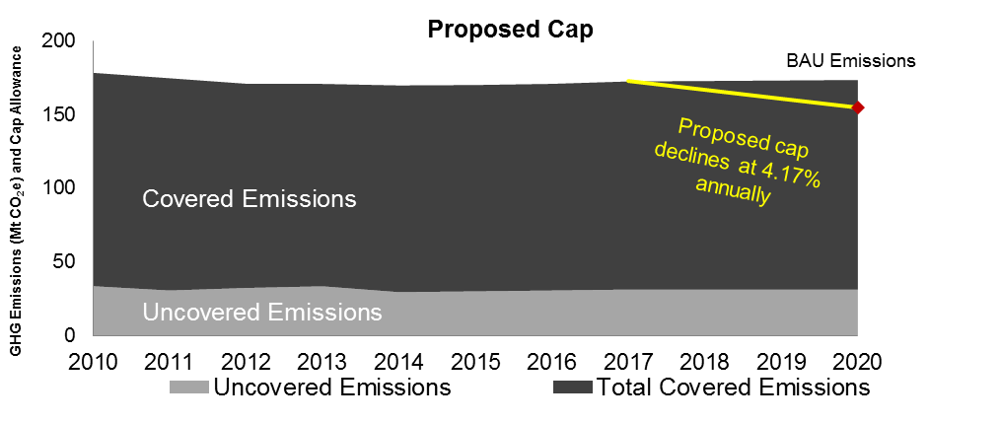 Proposed Cap
GHG Emissions (Mt CO₂e) and Cap Allowance
200
150
100
50
0
BAU Emissions
Proposed cap
declines at 4.17%
annually
Covered Emissions
Uncovered Emissions
2010 2011 2012 2013 2014 2015 2016 2017 2018 2019 2020
Uncovered Emissions Total Covered Emissions